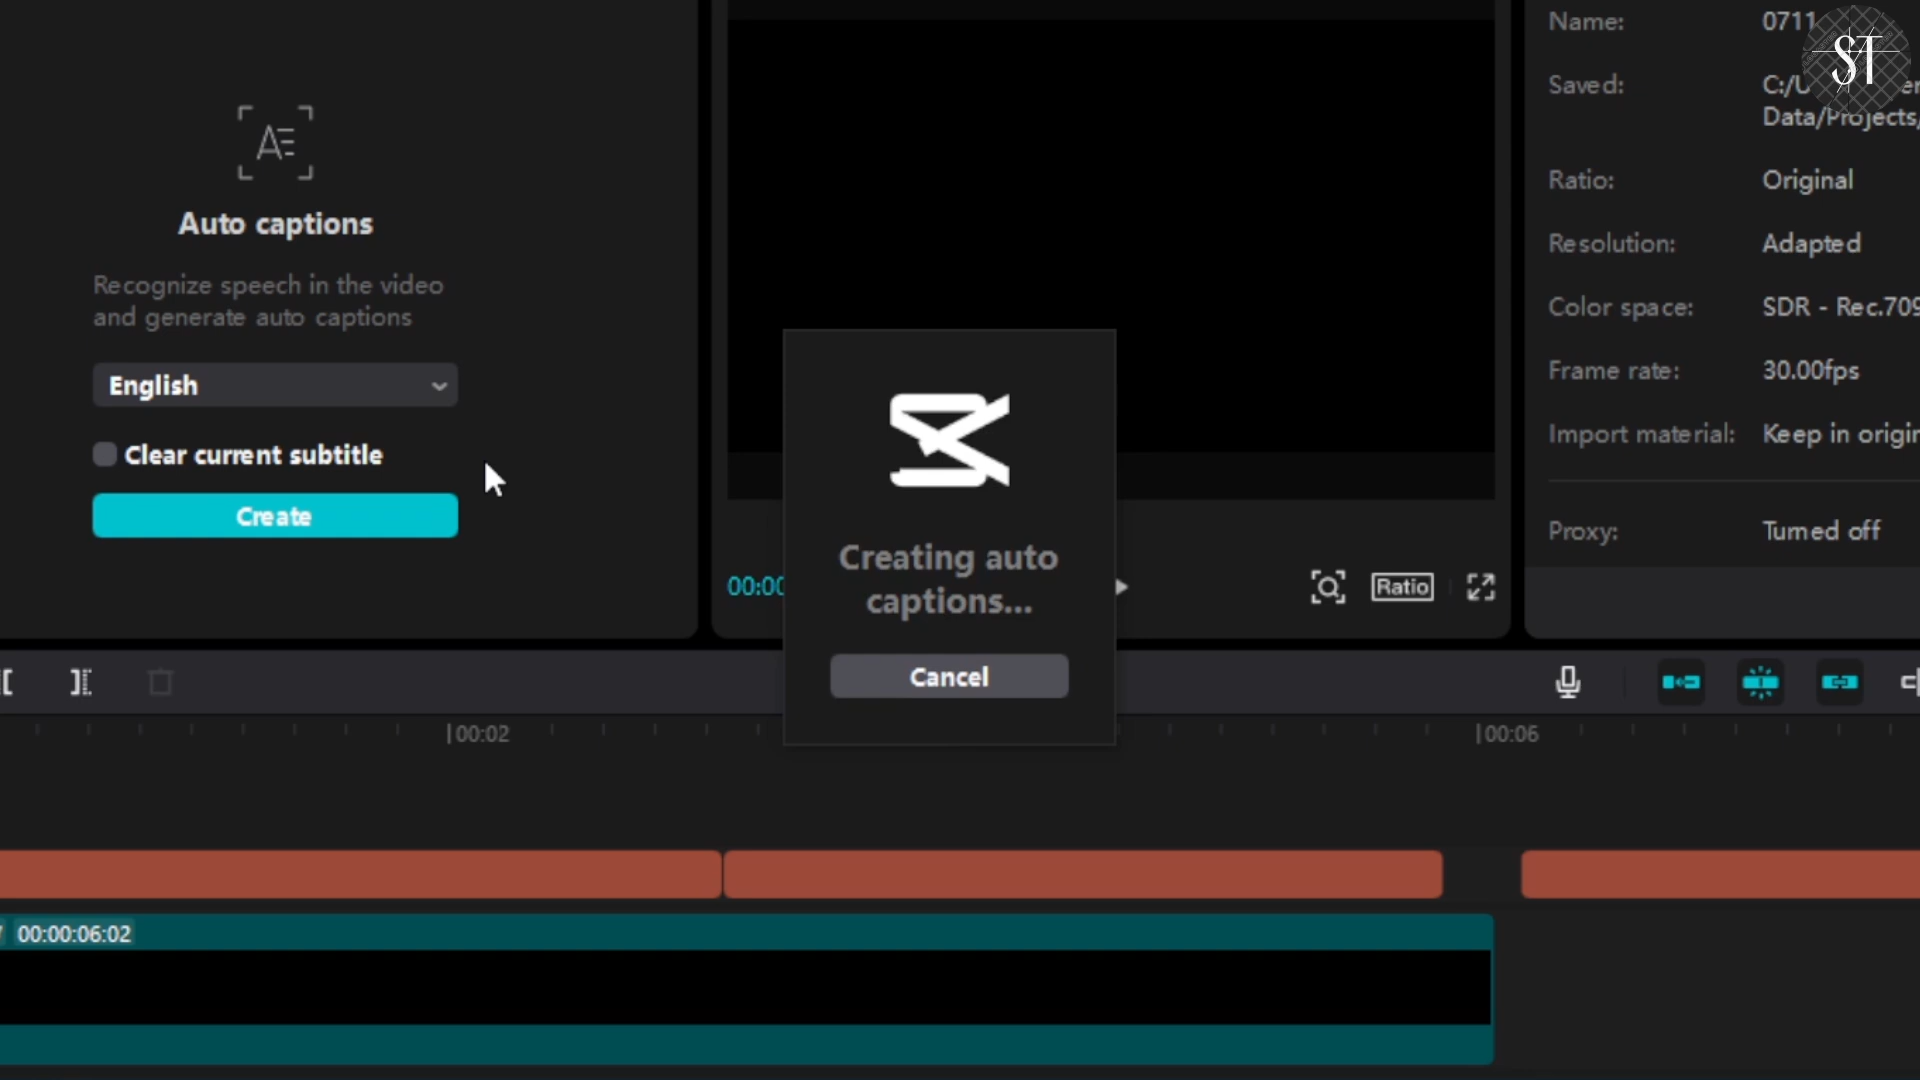 Auto captions
Recognize speech in the video
and generate auto captions
English
Clear current subtitle
Create
Creating auto
captions...
Cancel
00:00
Ratio
Name: 0711
Saved: C:/U
Data/Projects/
Ratio: Original
Resolution: Adapted
Color space: SDR - Rec.709
Frame rate: 30.00fps
Import material: Keep in origin
Proxy: Turned off
ST
00:02
00:06
00:00:06:02